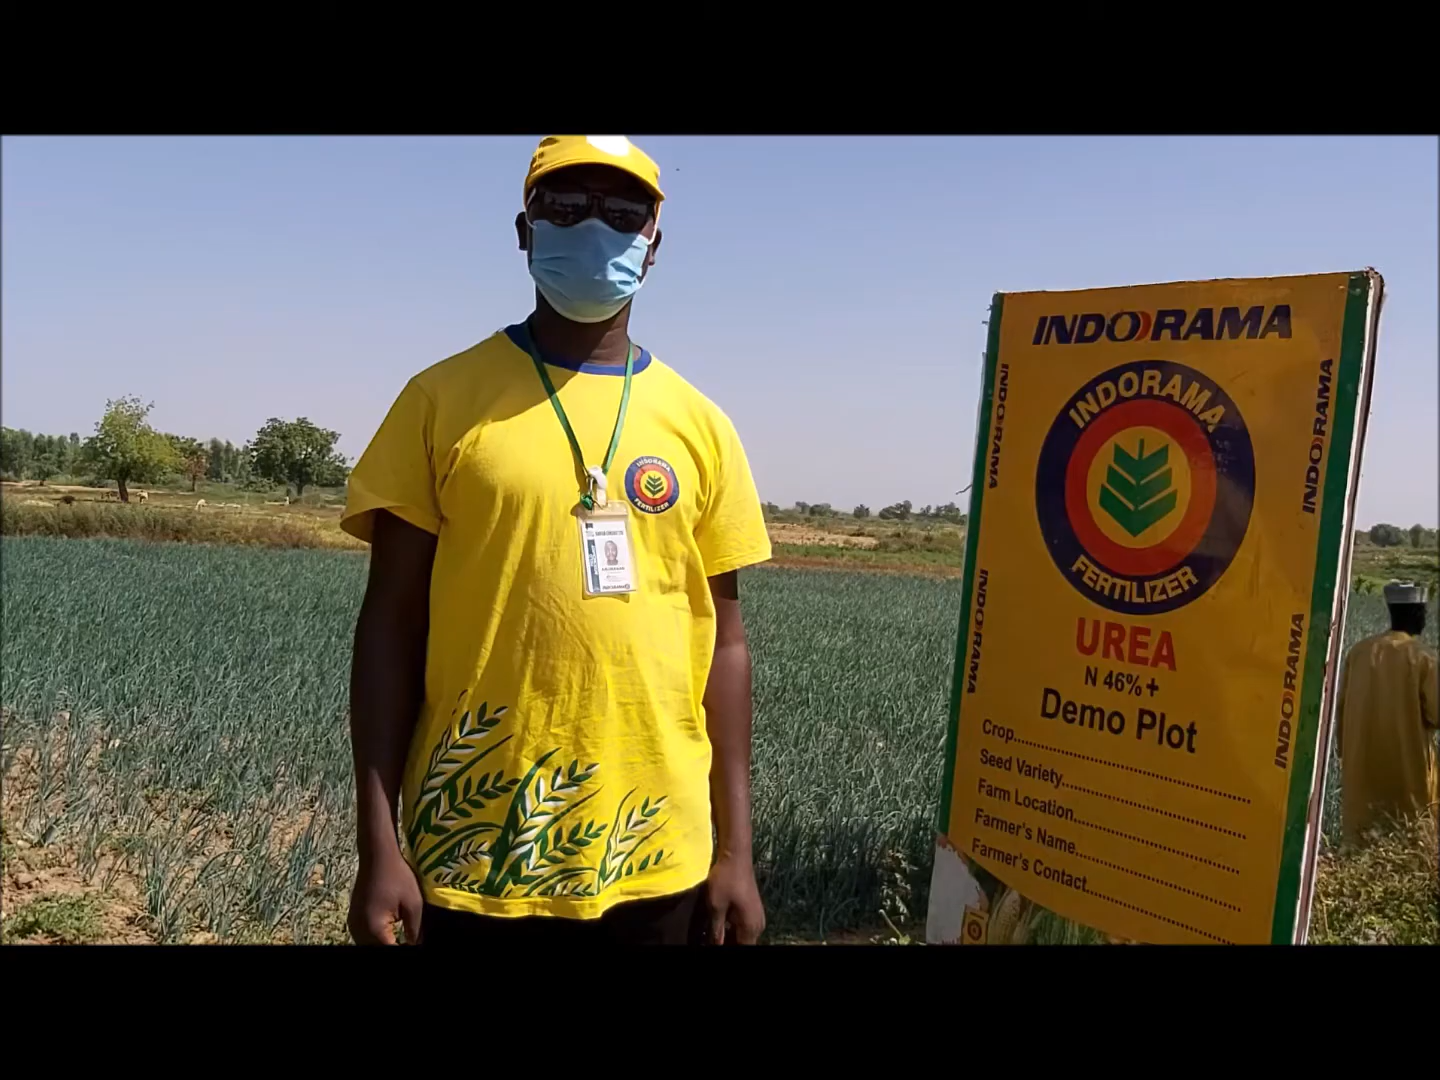 INDORAMA
FERTILIZER
INDORAMA
INDORAMA
FERTILIZER
UREA
N 46%+
Demo Plot
Crop
Seed Variety
Farm Location
Farmer's Name
Farmer's Contact
INDORAMA
INDORAMA
INDORAMA
INDORAMA